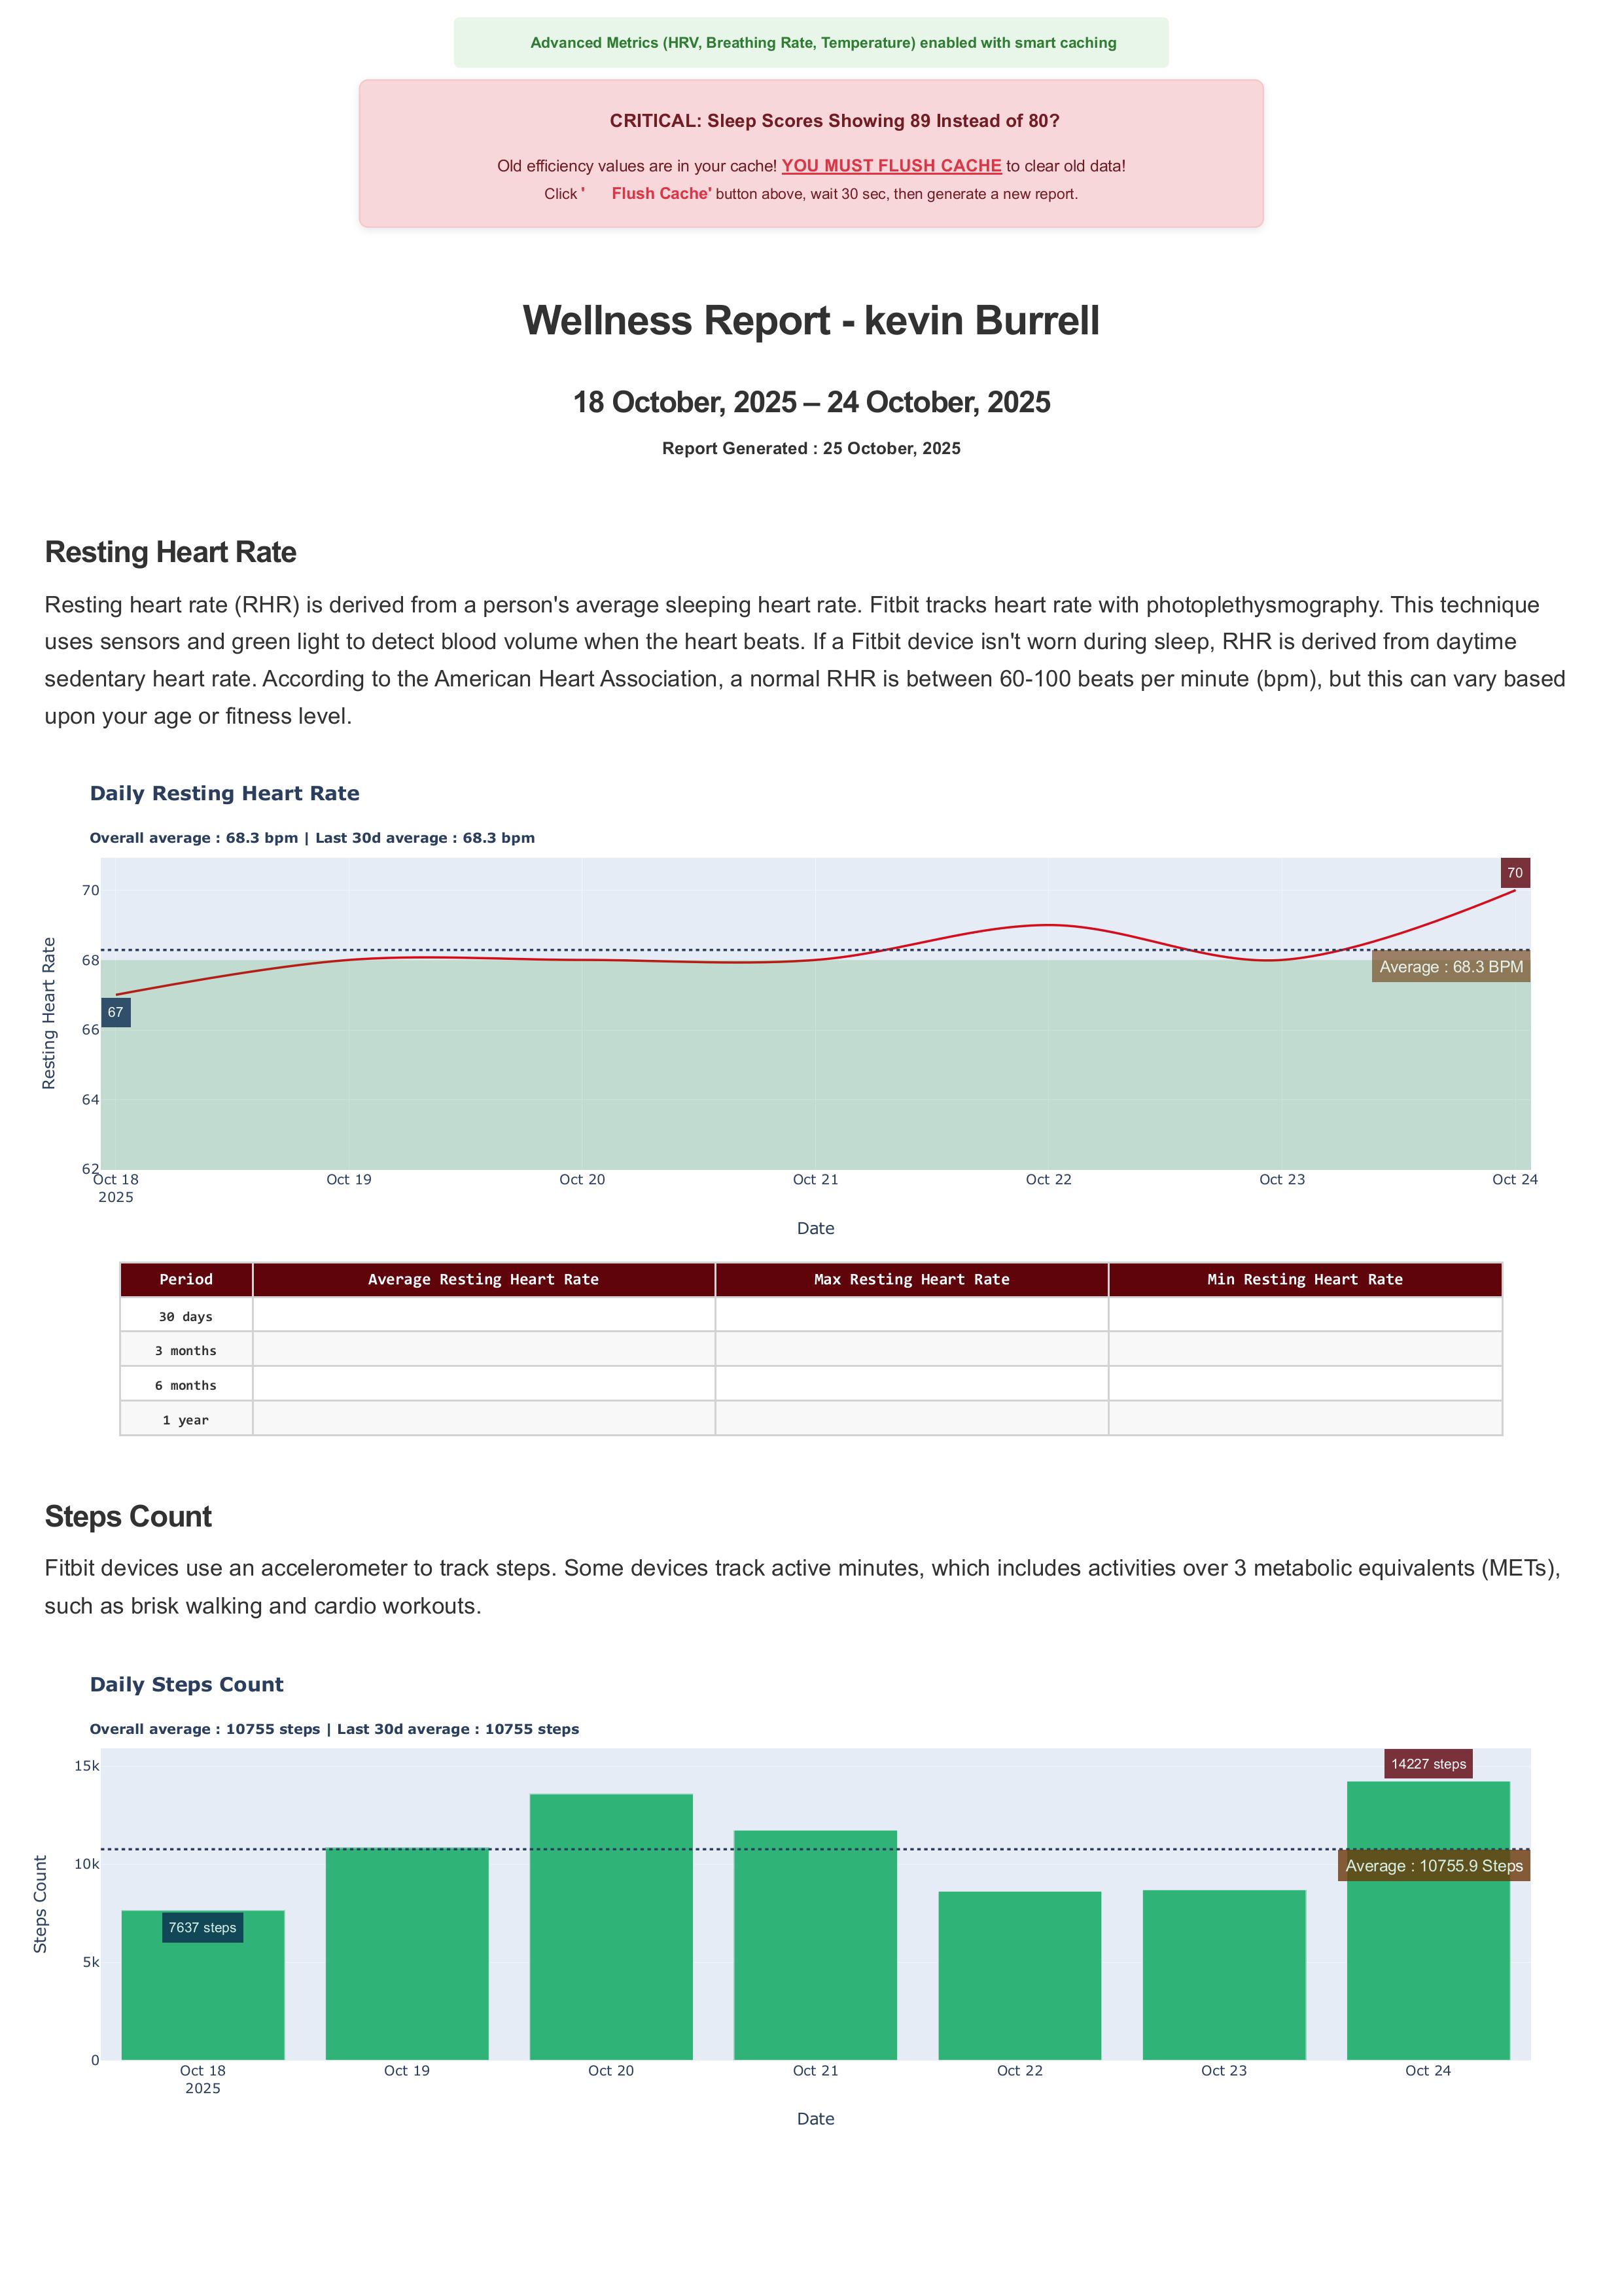 Advanced Metrics (HRV, Breathing Rate, Temperature) enabled with smart caching
CRITICAL: Sleep Scores Showing 89 Instead of 80?
Old efficiency values are in your cache! YOU MUST FLUSH CACHE to clear old data!
Click ' Flush Cache' button above, wait 30 sec, then generate a new report.
Wellness Report - kevin Burrell
18 October, 2025 – 24 October, 2025
Report Generated : 25 October, 2025
Resting Heart Rate
Resting heart rate (RHR) is derived from a person's average sleeping heart rate. Fitbit tracks heart rate with photoplethysmography. This technique
uses sensors and green light to detect blood volume when the heart beats. If a Fitbit device isn't worn during sleep, RHR is derived from daytime
sedentary heart rate. According to the American Heart Association, a normal RHR is between 60-100 beats per minute (bpm), but this can vary based
upon your age or fitness level.
Daily Resting Heart Rate
Overall average : 68.3 bpm | Last 30d average : 68.3 bpm
Resting Heart Rate
70
68
66
64
62
70
Average : 68.3 BPM
67
Oct 18 Oct 19 Oct 20 Oct 21 Oct 22 Oct 23 Oct 24
2025
Date
Period Average Resting Heart Rate Max Resting Heart Rate Min Resting Heart Rate
30 days
3 months
6 months
1 year
Steps Count
Fitbit devices use an accelerometer to track steps. Some devices track active minutes, which includes activities over 3 metabolic equivalents (METs),
such as brisk walking and cardio workouts.
Daily Steps Count
Overall average : 10755 steps | Last 30d average : 10755 steps
Steps Count
15k
10k
5k
0
14227 steps
Average : 10755.9 Steps
7637 steps
Oct 18 Oct 19 Oct 20 Oct 21 Oct 22 Oct 23 Oct 24
2025
Date